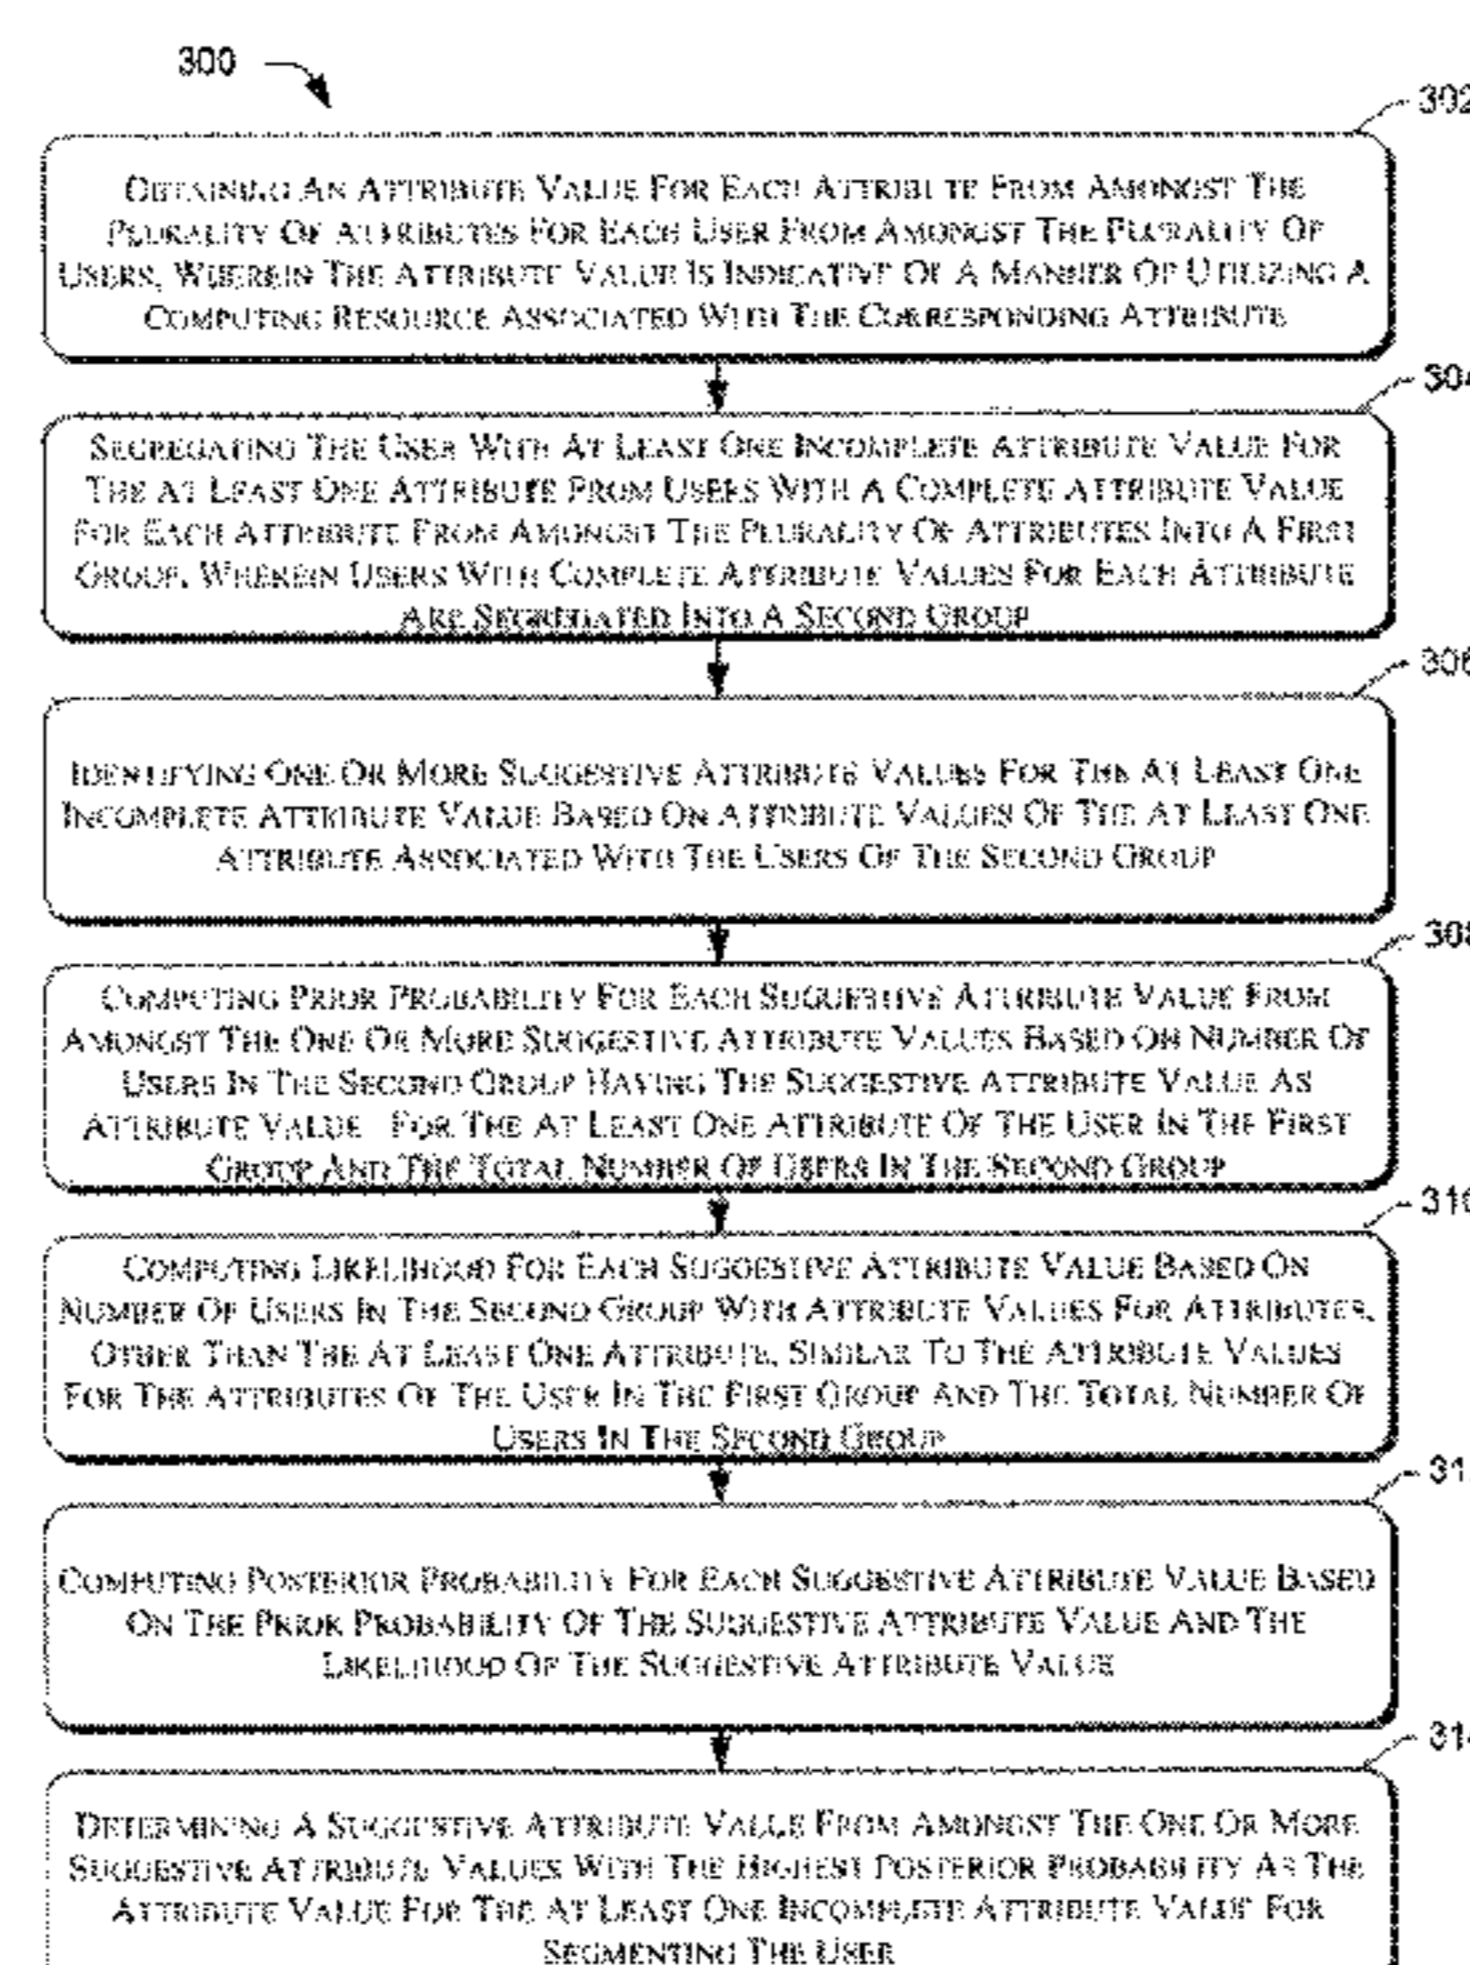 300
302
OBTAINING AN ATTRIBUTE VALUE FOR EACH ATTRIBUTE FROM AMONGST THE
PLURALITY OF ATTRIBUTES FOR EACH USER FROM AMONGST THE PLURALITY OF
USERS, WHEREIN THE ATTRIBUTE VALUE IS INDICATIVE OF A MANNER OF UTILIZING A
COMPUTING RESOURCE ASSOCIATED WITH THE CORRESPONDING ATTRIBUTE
304
SEGREGATING THE USER WITH AT LEAST ONE INCOMPLETE ATTRIBUTE VALUE FOR
THE AT LEAST ONE ATTRIBUTE FROM USERS WITH A COMPLETE ATTRIBUTE VALUE
FOR EACH ATTRIBUTE FROM AMONGST THE PLURALITY OF ATTRIBUTES INTO A FIRST
GROUP, WHEREIN USERS WITH COMPLETE ATTRIBUTE VALUES FOR EACH ATTRIBUTE
ARE SEGREGATED INTO A SECOND GROUP
306
IDENTIFYING ONE OR MORE SUGGESTIVE ATTRIBUTE VALUES FOR THE AT LEAST ONE
INCOMPLETE ATTRIBUTE VALUE BASED ON ATTRIBUTE VALUES OF THE AT LEAST ONE
ATTRIBUTE ASSOCIATED WITH THE USERS OF THE SECOND GROUP
308
COMPUTING PRIOR PROBABILITY FOR EACH SUGGESTIVE ATTRIBUTE VALUE FROM
AMONGST THE ONE OR MORE SUGGESTIVE ATTRIBUTE VALUES BASED ON NUMBER OF
USERS IN THE SECOND GROUP HAVING THE SUGGESTIVE ATTRIBUTE VALUE AS
ATTRIBUTE VALUE FOR THE AT LEAST ONE ATTRIBUTE OF THE USER IN THE FIRST
GROUP AND THE TOTAL NUMBER OF USERS IN THE SECOND GROUP
310
COMPUTING LIKELIHOOD FOR EACH SUGGESTIVE ATTRIBUTE VALUE BASED ON
NUMBER OF USERS IN THE SECOND GROUP WITH ATTRIBUTE VALUES FOR ATTRIBUTES,
OTHER THAN THE AT LEAST ONE ATTRIBUTE, SIMILAR TO THE ATTRIBUTE VALUES
FOR THE ATTRIBUTES OF THE USER IN THE FIRST GROUP AND THE TOTAL NUMBER OF
USERS IN THE SECOND GROUP
COMPUTING POSTERIOR PROBABILITY FOR EACH SUGGESTIVE ATTRIBUTE VALUE BASED
ON THE PRIOR PROBABILITY OF THE SUGGESTIVE ATTRIBUTE VALUE AND THE
LIKELIHOOD OF THE SUGGESTIVE ATTRIBUTE VALUE
314
DETERMINING A SUGGESTIVE ATTRIBUTE VALUE FROM AMONGST THE ONE OR MORE
SUGGESTIVE ATTRIBUTE VALUES WITH THE HIGHEST POSTERIOR PROBABILITY AS THE
ATTRIBUTE VALUE FOR THE AT LEAST ONE INCOMPLETE ATTRIBUTE VALUE FOR
SEGMENTING THE USER